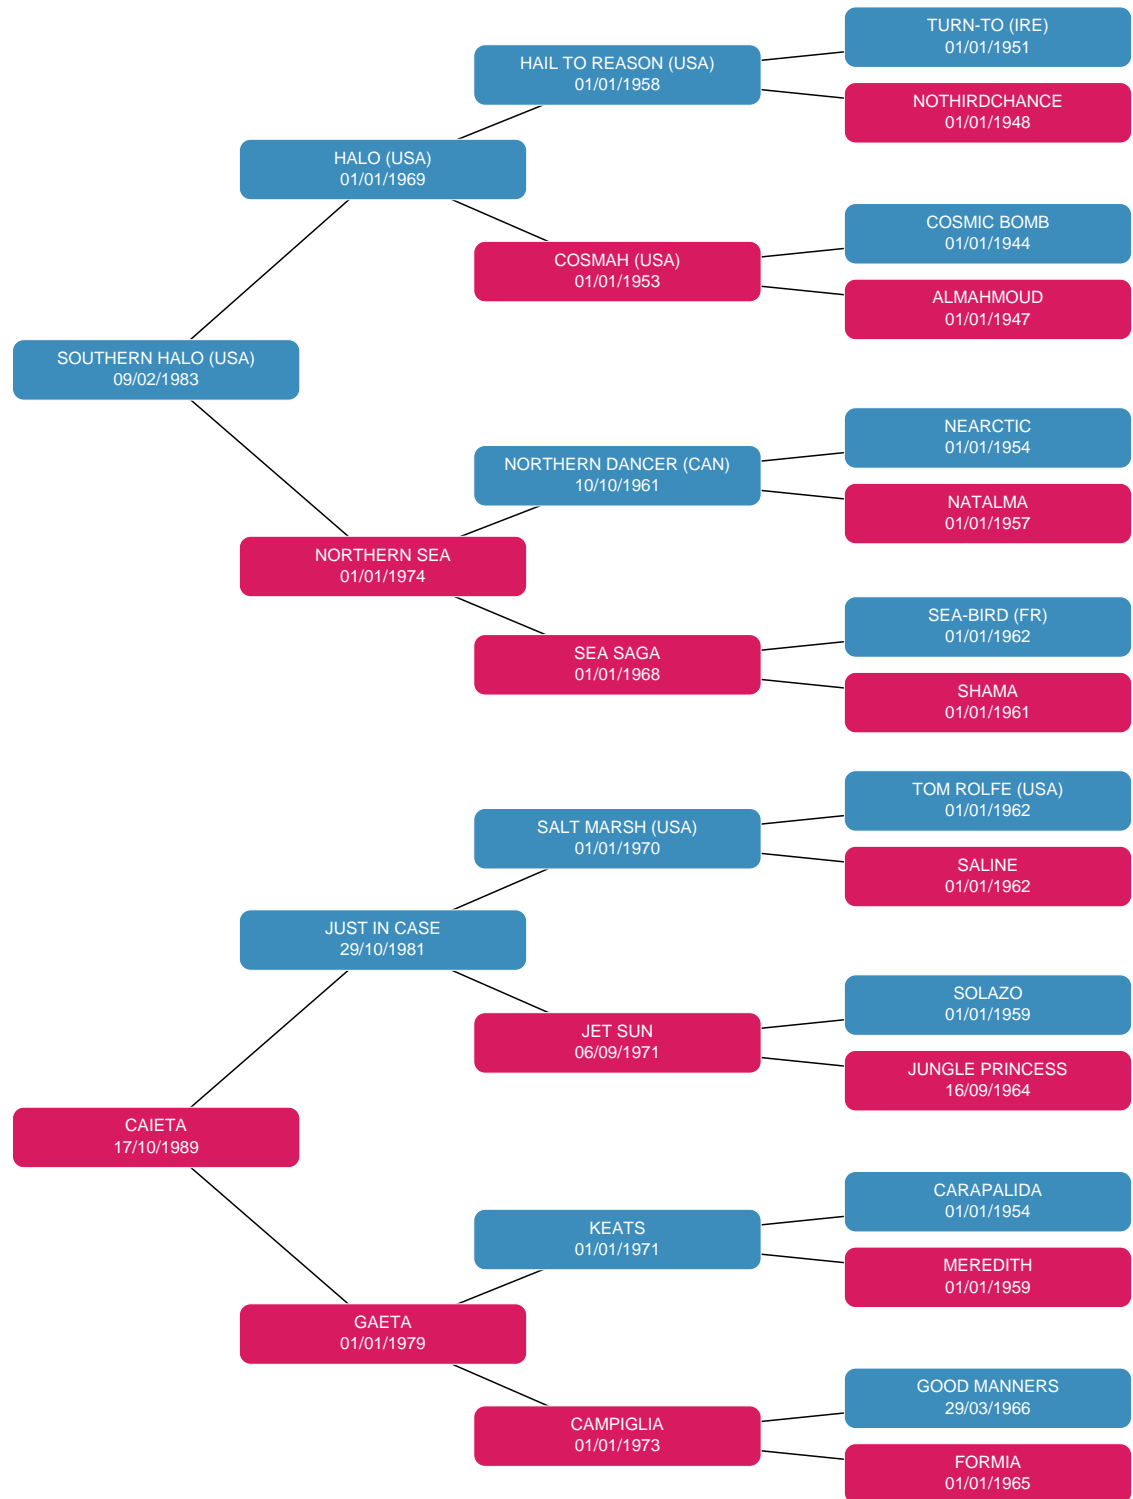 TURN-TO (IRE)
01/01/1951
HAIL TO REASON (USA)
01/01/1958
NOTHIRDCHANCE
01/01/1948
HALO (USA)
01/01/1969
COSMIC BOMB
01/01/1944
COSMAH (USA)
01/01/1953
ALMAHMOUD
01/01/1947
SOUTHERN HALO (USA)
09/02/1983
NEARCTIC
01/01/1954
NORTHERN DANCER (CAN)
10/10/1961
NATALMA
01/01/1957
NORTHERN SEA
01/01/1974
SEA-BIRD (FR)
01/01/1962
SEA SAGA
01/01/1968
SHAMA
01/01/1961
TOM ROLFE (USA)
01/01/1962
SALT MARSH (USA)
01/01/1970
SALINE
01/01/1962
JUST IN CASE
29/10/1981
SOLAZO
01/01/1959
JET SUN
06/09/1971
JUNGLE PRINCESS
16/09/1964
CAIETA
17/10/1989
CARAPALIDA
01/01/1954
KEATS
01/01/1971
MEREDITH
01/01/1959
GAETA
01/01/1979
GOOD MANNERS
29/03/1966
CAMPIGLIA
01/01/1973
FORMIA
01/01/1965